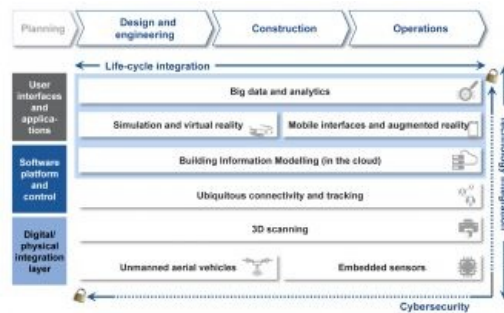 Planning
Design and
engineering
Construction
Operations
Life-cycle integration
User
interfaces
and
applica-
tions
Big data and analytics
Simulation and virtual reality
Mobile interfaces and augmented reality
Software
platform
and
control
Building Information Modelling (in the cloud)
Ubiquitous connectivity and tracking
Digital/
physical
integration
layer
3D scanning
Unmanned aerial vehicles
Embedded sensors
Cybersecurity